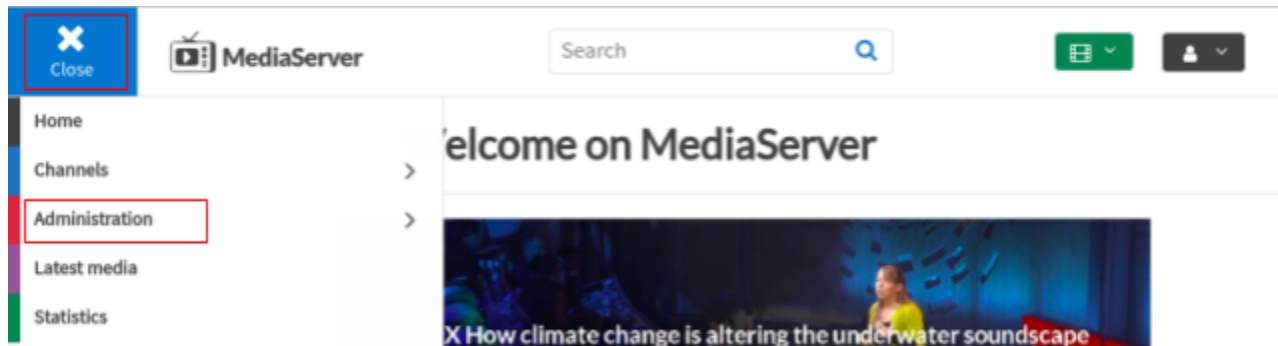 Close
MediaServer
Search
Home
Channels
Administration
Latest media
Statistics
elcome on MediaServer
X How climate change is altering the underwater soundscape